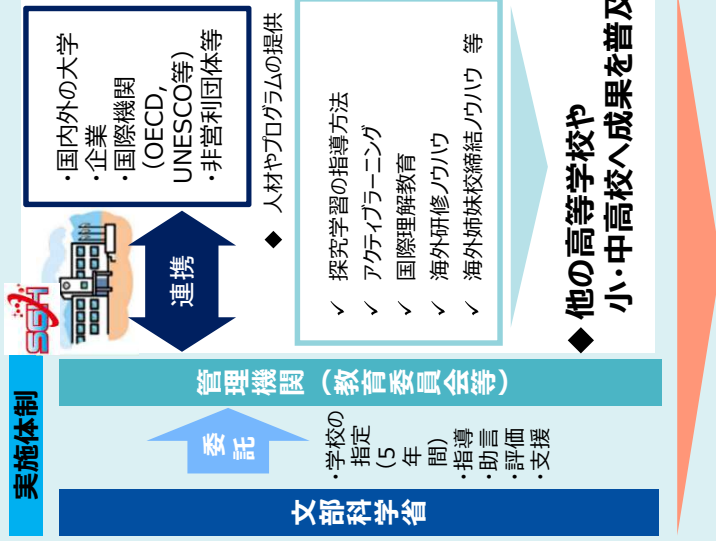 実施体制
文部科学省
委
託
・学校の
指定
(5
年
間)
・指導
・助言
・評価
・支援
管理機関（教育委員会等）
SGH
連携
・国内外の大学
・企業
・国際機関
(OECD,
UNESCO等)
・非営利団体等
◆ 人材やプログラムの提供
✓ 探究学習の指導方法
✓ アクティブラーニング
✓ 国際理解教育
✓ 海外研修ノウハウ
✓ 海外姉妹校締結ノウハウ 等
◆ 他の高等学校や
小・中高校へ成果を普及